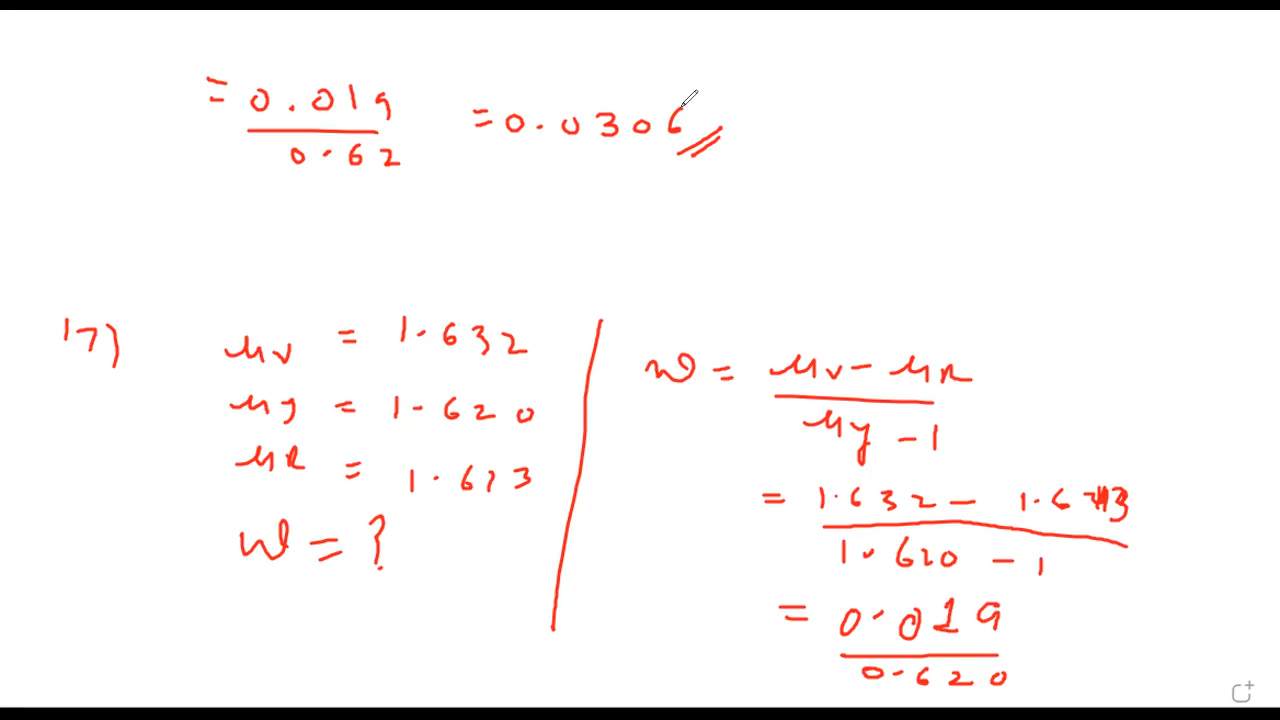 = 0.019 / 0.62 = 0.0306
17)
μv = 1.632
μy = 1.620
μR = 1.613
ω = ?
ω = μv - μR / μy - 1
= 1.632 - 1.613 / 1.620 - 1
= 0.019 / 0.620